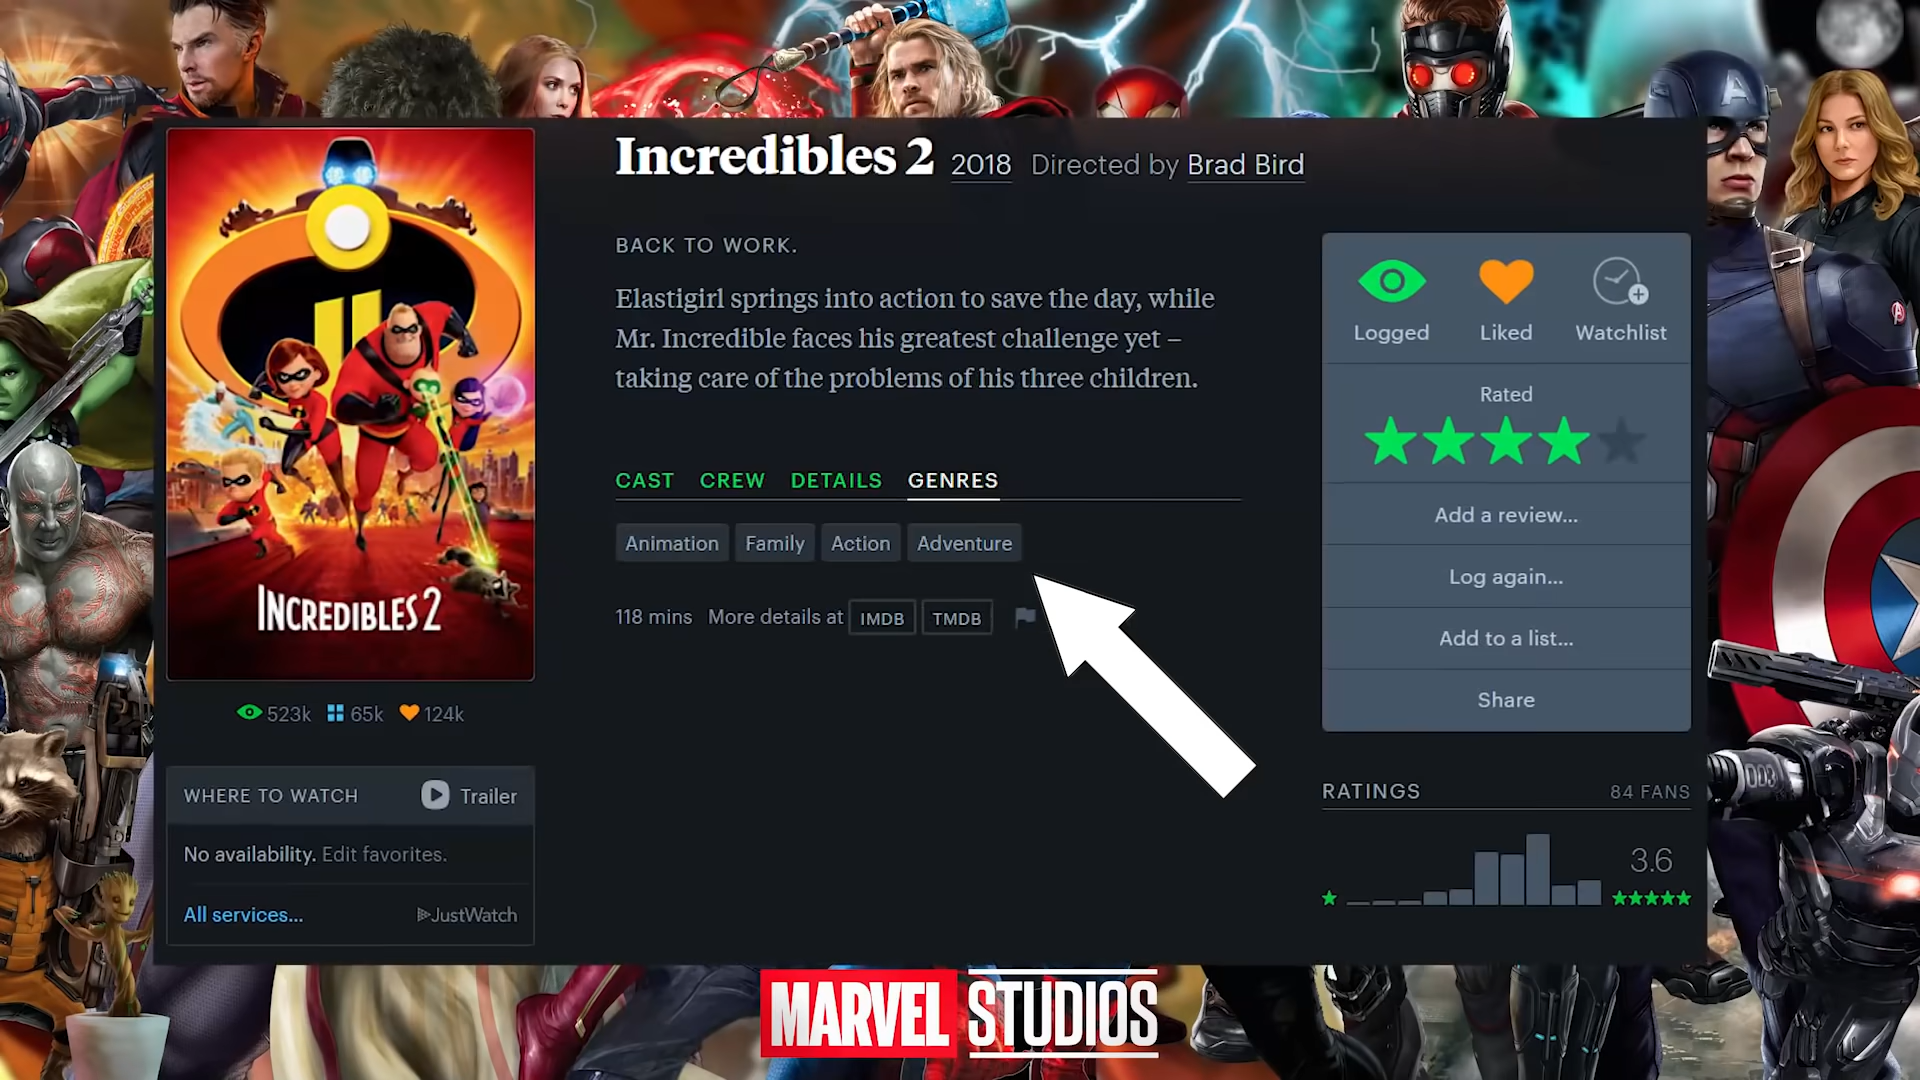 Incredibles 2 2018 Directed by Brad Bird
BACK TO WORK.
Elastigirl springs into action to save the day, while
Mr. Incredible faces his greatest challenge yet –
taking care of the problems of his three children.
CAST CREW DETAILS GENRES
Animation Family Action Adventure
118 mins More details at IMDB TMDB
INCREDIBLES 2
523k 65k 124k
WHERE TO WATCH Trailer
No availability. Edit favorites.
All services... JustWatch
Logged Liked Watchlist
Rated
Add a review...
Log again...
Add to a list...
Share
RATINGS 84 FANS
3.6
A
A
003
MARVEL STUDIOS